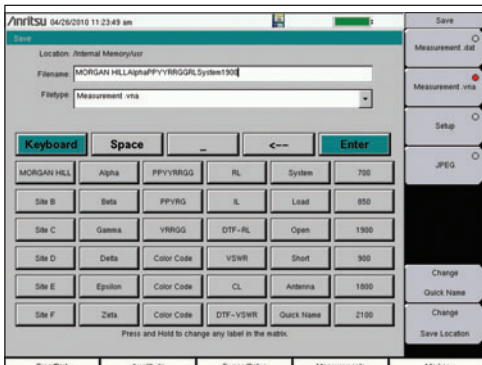 Anritsu 04/26/2010 11:23:49 am
Save
Save
Location: /Internal Memory/usr
Filename MORGAN HILLAlphaPPYYRRGGRLSystem1900
Filetype Measurement .vna
Measurement .dat
Measurement .vna
Setup
JPEG
Keyboard Space _ <-- Enter
MORGAN HILL Alpha PPYYRRGG RL System 700
Site B Beta PPYRG IL Load 850
Site C Gamma YRRGG DTF-RL Open 1900
Site D Delta Color Code VSWR Short 900
Site E Epsilon Color Code CL Antenna 1800
Site F Zeta Color Code DTF-VSWR Quick Name 2100
Press and Hold to change any label in the matrix.
Change
Quick Name
Change
Save Location